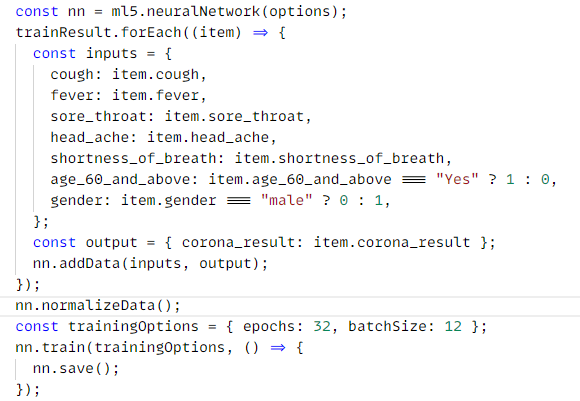 const nn = ml5.neuralNetwork(options);
trainResult.forEach((item) => {
  const inputs = {
    cough: item.cough,
    fever: item.fever,
    sore_throat: item.sore_throat,
    head_ache: item.head_ache,
    shortness_of_breath: item.shortness_of_breath,
    age_60_and_above: item.age_60_and_above === "Yes" ? 1 : 0,
    gender: item.gender === "male" ? 0 : 1,
  };
  const output = { corona_result: item.corona_result };
  nn.addData(inputs, output);
});
nn.normalizeData();
const trainingOptions = { epochs: 32, batchSize: 12 };
nn.train(trainingOptions, () => {
  nn.save();
});